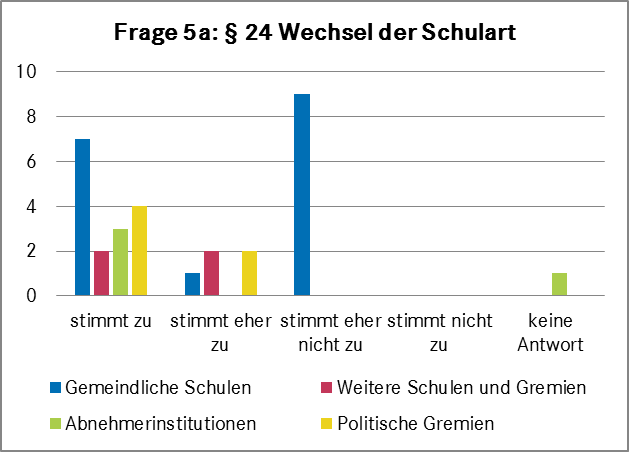 Frage 5a: § 24 Wechsel der Schulart
10
8
6
4
2
0
stimmt zu
stimmt eher
zu
stimmt eher
nicht zu
stimmt nicht
zu
keine
Antwort
Gemeindliche Schulen
Weitere Schulen und Gremien
Abnehmerinstitutionen
Politische Gremien